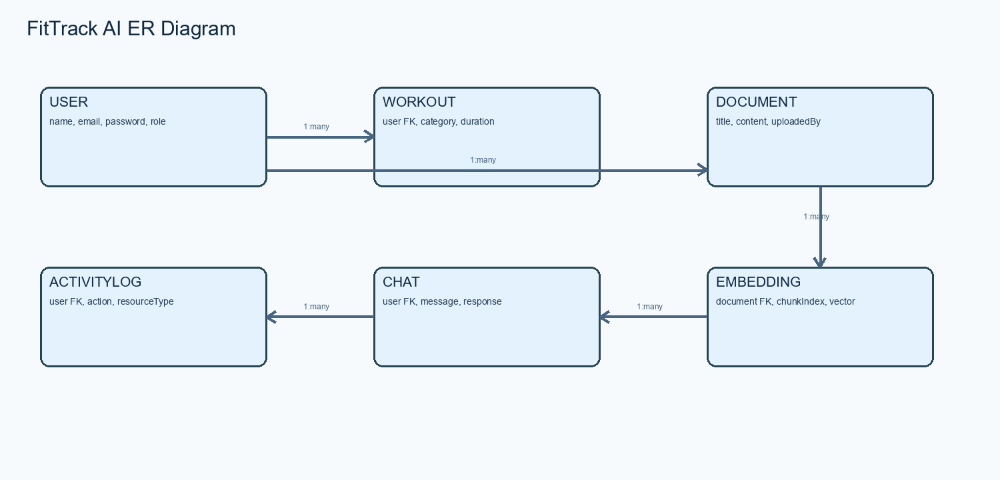 FitTrack AI ER Diagram
USER
name, email, password, role
1:many
WORKOUT
user FK, category, duration
1:many
DOCUMENT
title, content, uploadedBy
1:many
ACTIVITYLOG
user FK, action, resourceType
1:many
CHAT
user FK, message, response
1:many
EMBEDDING
document FK, chunkIndex, vector